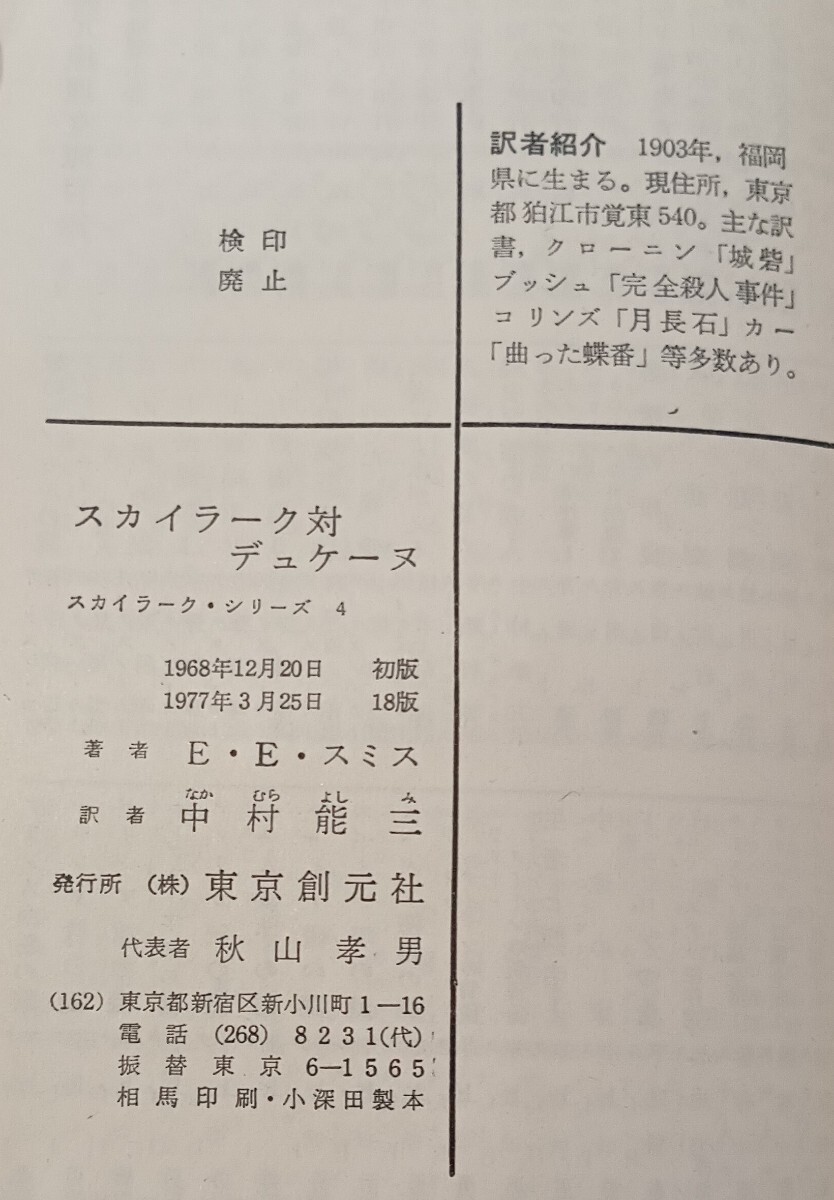 訳者紹介　1903年，福岡
県に生まる。現住所，東京
都狛江市覚東540。主な訳
書，クローニン「城砦」
ブッシュ「完全殺人事件」
コリンズ「月長石」カー
「曲った蝶番」等多数あり。
検印
廃止
スカイラーク対
デュケーヌ
スカイラーク・シリーズ 4
1968年12月20日　初版
1977年3月25日　18版
著者　E・E・スミス
なか むら よし み
訳者　中村能三
発行所　(株)東京創元社
代表者　秋山孝男
(162) 東京都新宿区新小川町1—16
電話 (268) 8231(代)
振替東京 6—1565
相馬印刷・小深田製本